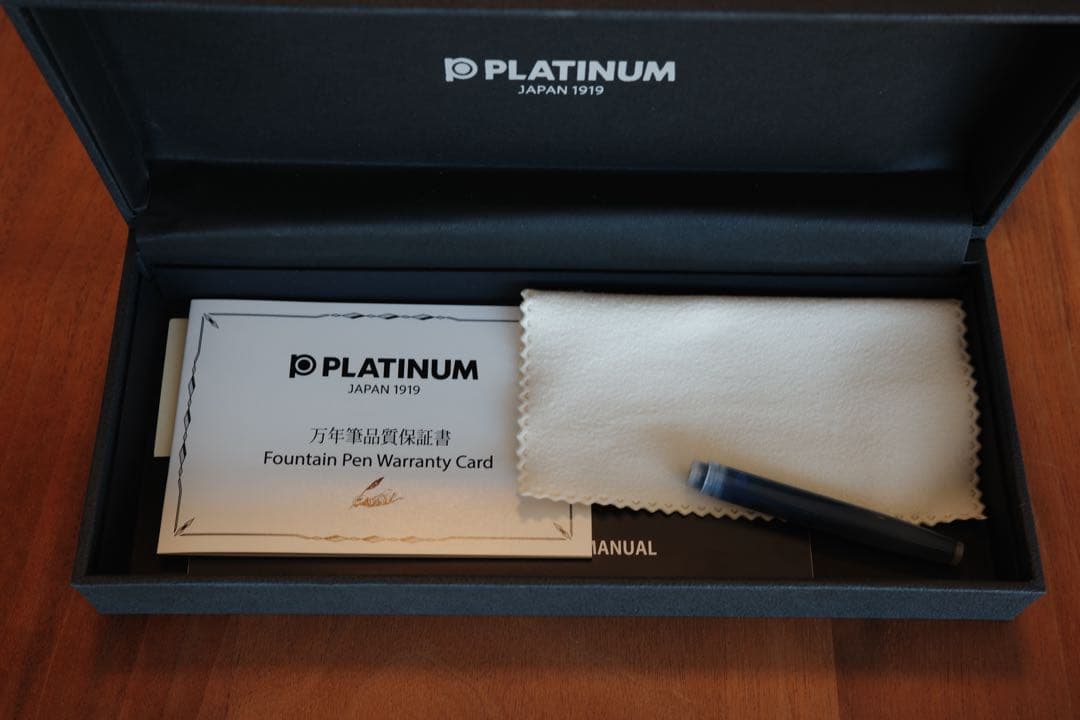 PLATINUM
JAPAN 1919
PLATINUM
JAPAN 1919
万年筆品質保証書
Fountain Pen Warranty Card
MANUAL